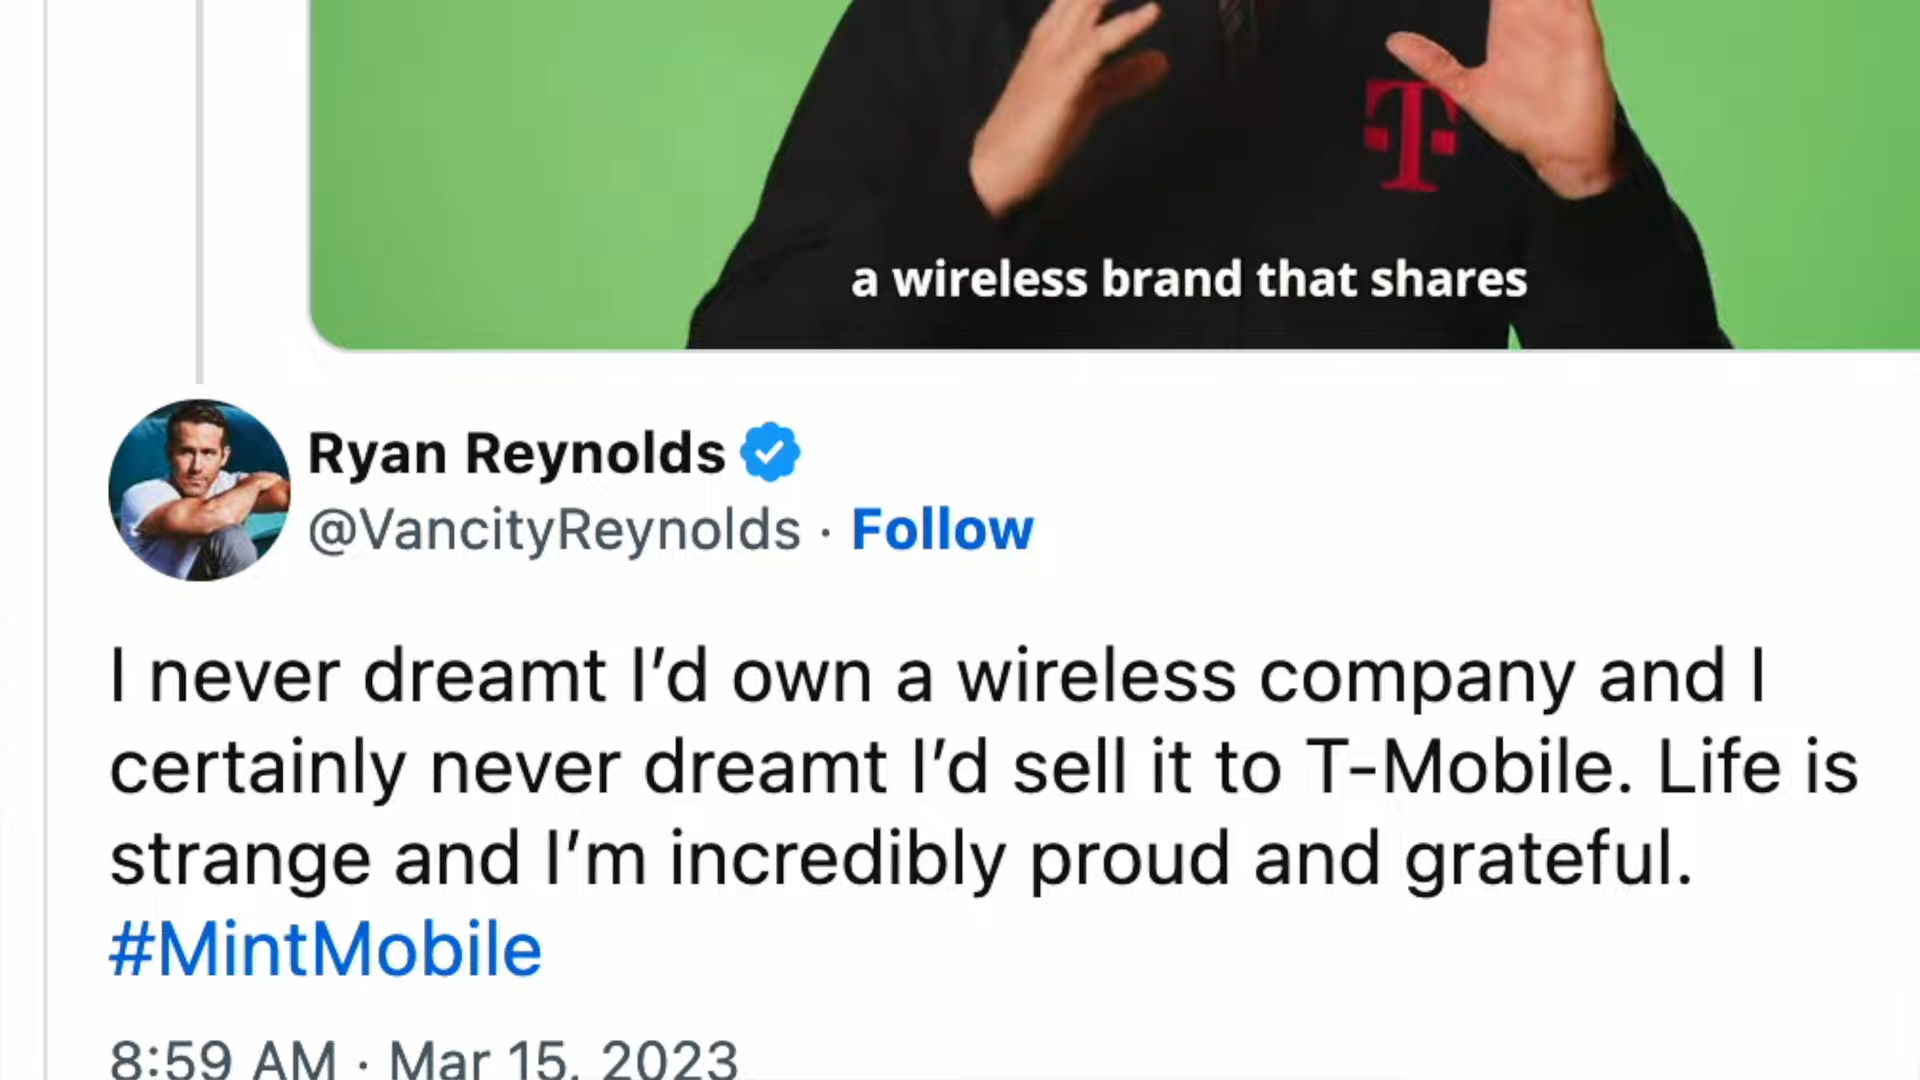 T
a wireless brand that shares
Ryan Reynolds
@VancityReynolds · Follow
I never dreamt I’d own a wireless company and I
certainly never dreamt I’d sell it to T-Mobile. Life is
strange and I’m incredibly proud and grateful.
#MintMobile
8:59 AM · Mar 15, 2023